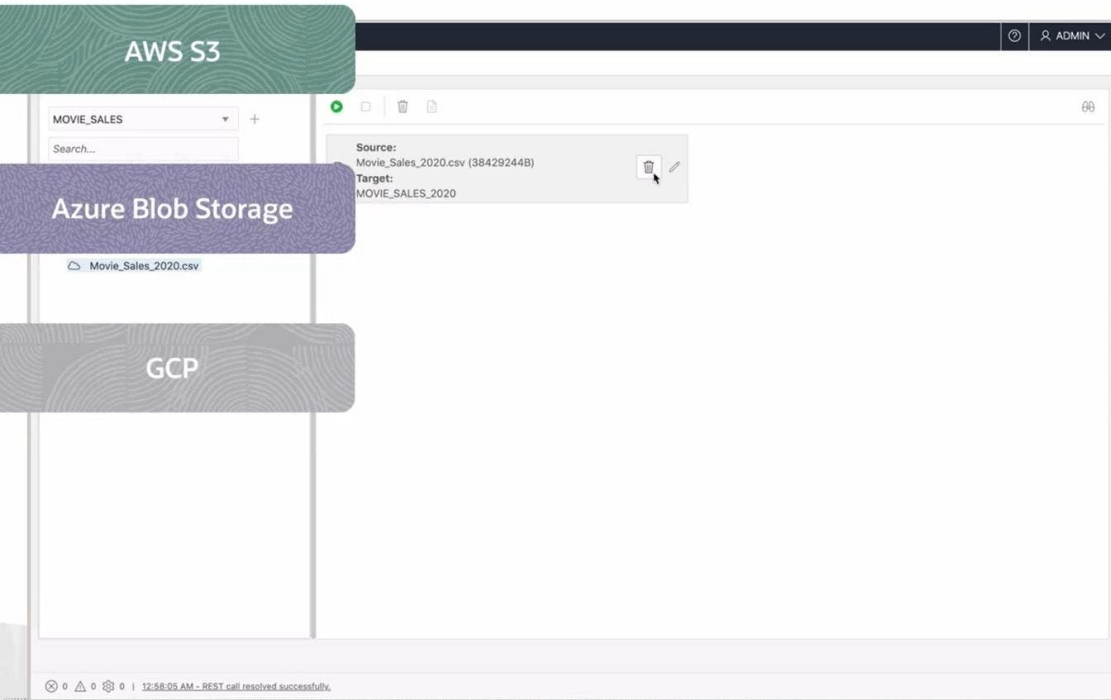 AWS S3
ADMIN
MOVIE_SALES
Search...
Source:
Movie_Sales_2020.csv (38429244B)
Target:
MOVIE_SALES_2020
Azure Blob Storage
Movie_Sales_2020.csv
GCP
0 0 0 | 12:58:05 AM - REST call resolved successfully.